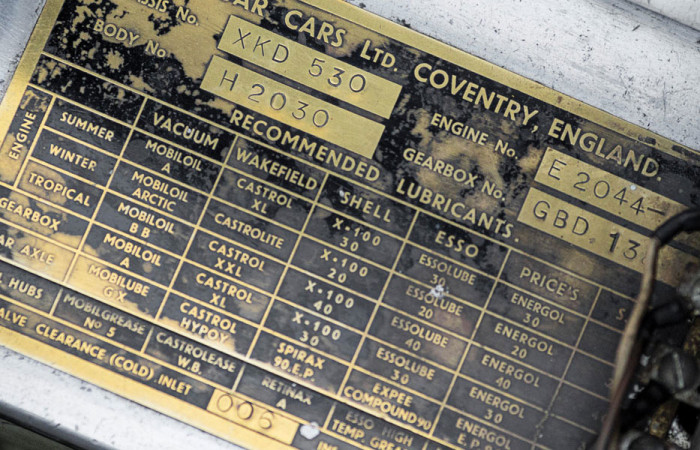 AR CARS LTD. COVENTRY, ENGLAND.
SSIS No. XKD 530 ENGINE No. E 2044-
BODY No. H 2030 GEARBOX No. GBD 13
RECOMMENDED LUBRICANTS.
ENGINE VACUUM WAKEFIELD SHELL ESSO PRICE'S S
SUMMER MOBILOIL A CASTROL XL X-100 30 ESSOLUBE 30 ENERGOL 30
WINTER MOBILOIL ARCTIC CASTROLITE X-100 20 ESSOLUBE 20 ENERGOL 20
TROPICAL MOBILOIL BB CASTROL XXL X-100 40 ESSOLUBE 40 ENERGOL 40
GEARBOX MOBILOIL A CASTROL XL X-100 30 ESSOLUBE 30 ENERGOL 30
AR AXLE MOBILUBE GX CASTROL HYPOY SPIRAX 90.E.P. EXPEE COMPOUND 90 ENERGOL E.P.
HUBS MOBILGREASE No 5 CASTROLEASE W.B. RETINAX A ESSO HIGH TEMP. GREASE
ALVE CLEARANCE (COLD) INLET 006